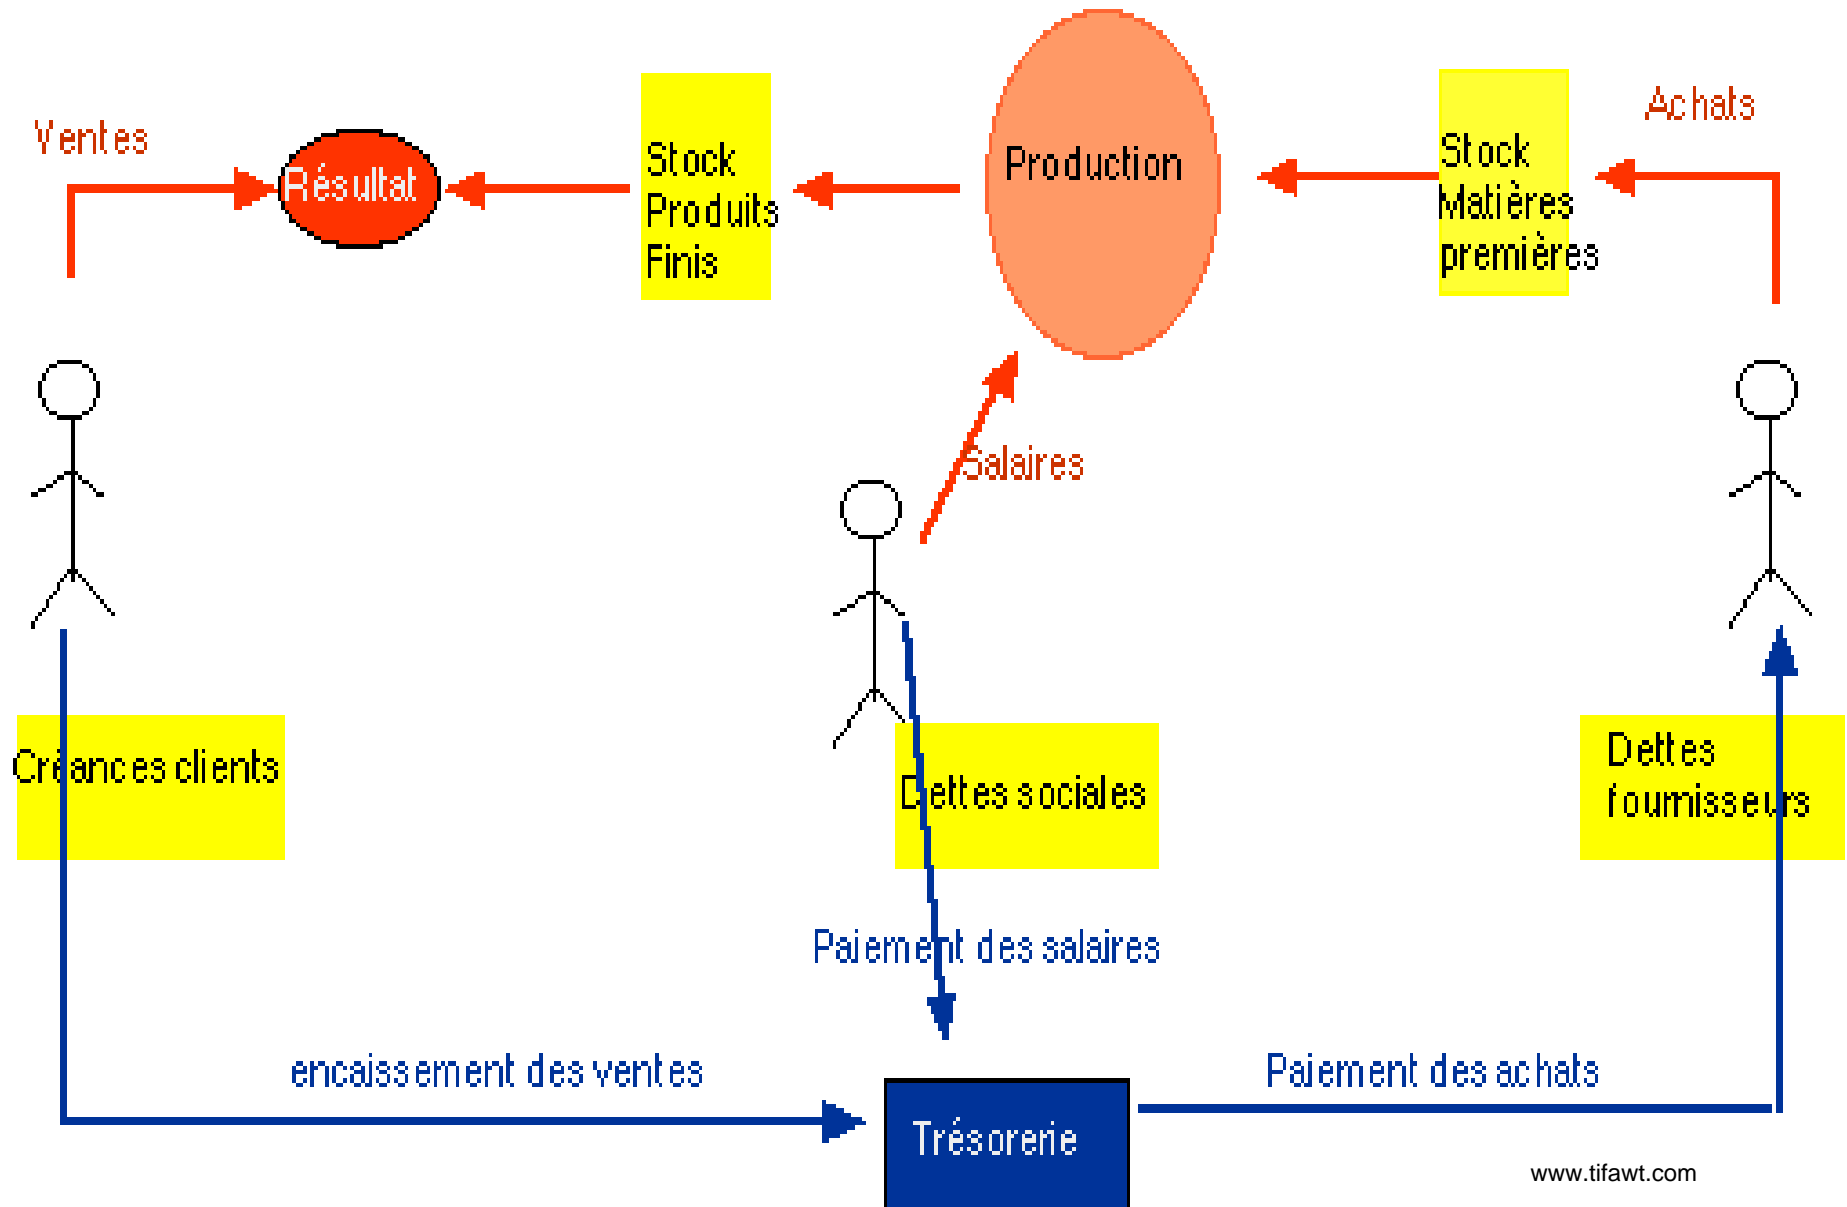 Ventes
Résultat
Stock
Produits
Finis
Production
Stock
Matières
premières
Achats
Salaires
Créances clients
Dettes sociales
Dettes
fournisseurs
Paiement des salaires
encaissement des ventes
Paiement des achats
Trésorerie
www.tifawt.com